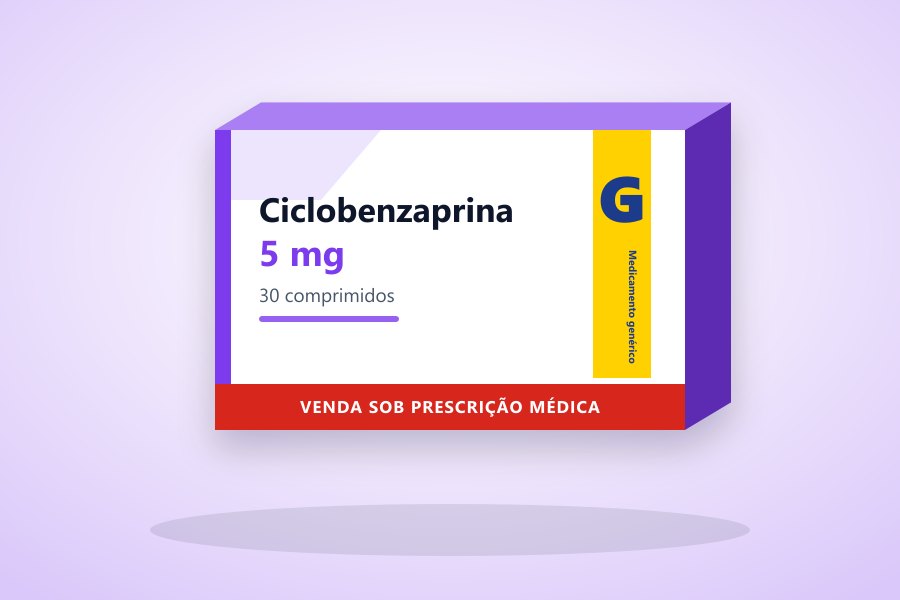 Ciclobenzaprina
5 mg
30 comprimidos
G
Medicamento genérico
VENDA SOB PRESCRIÇÃO MÉDICA